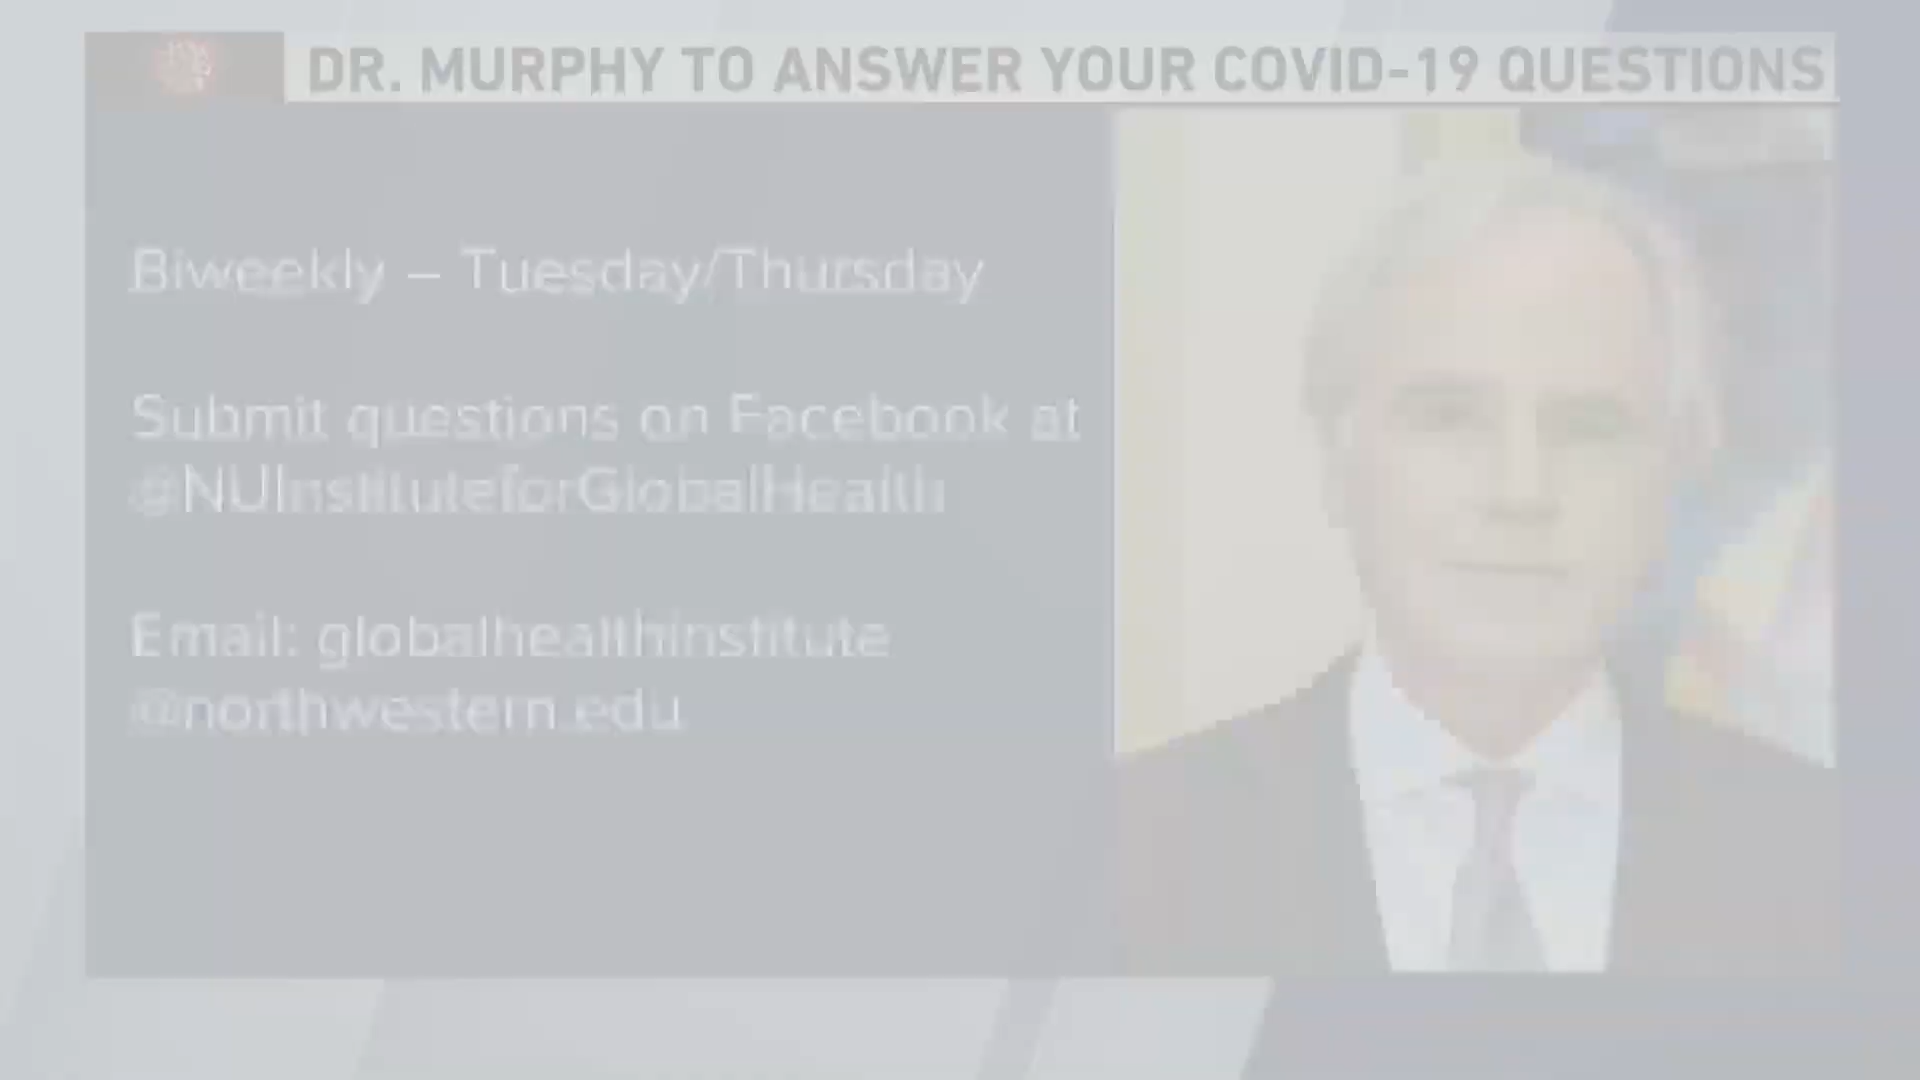 DR. MURPHY TO ANSWER YOUR COVID-19 QUESTIONS
Biweekly – Tuesday/Thursday
Submit questions on Facebook at
@NUInstituteforGlobalHealth
Email: globalhealthinstitute
@northwestern.edu